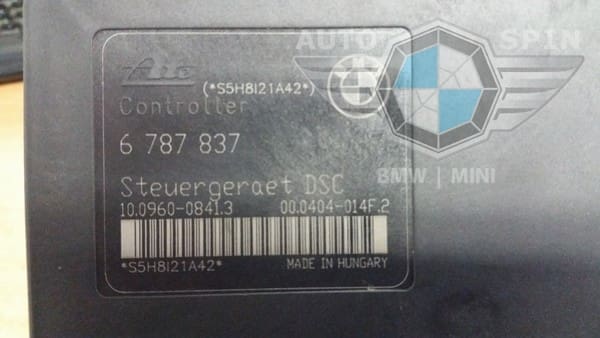 AUTO SPIN
Ate
(*S5H8I21A42*)
Controller
6 787 837
BMW | MINI
Steuergeraet DSC
10.0960-0841.3 00.0404-014F.2
*S5H8I21A42*
MADE IN HUNGARY